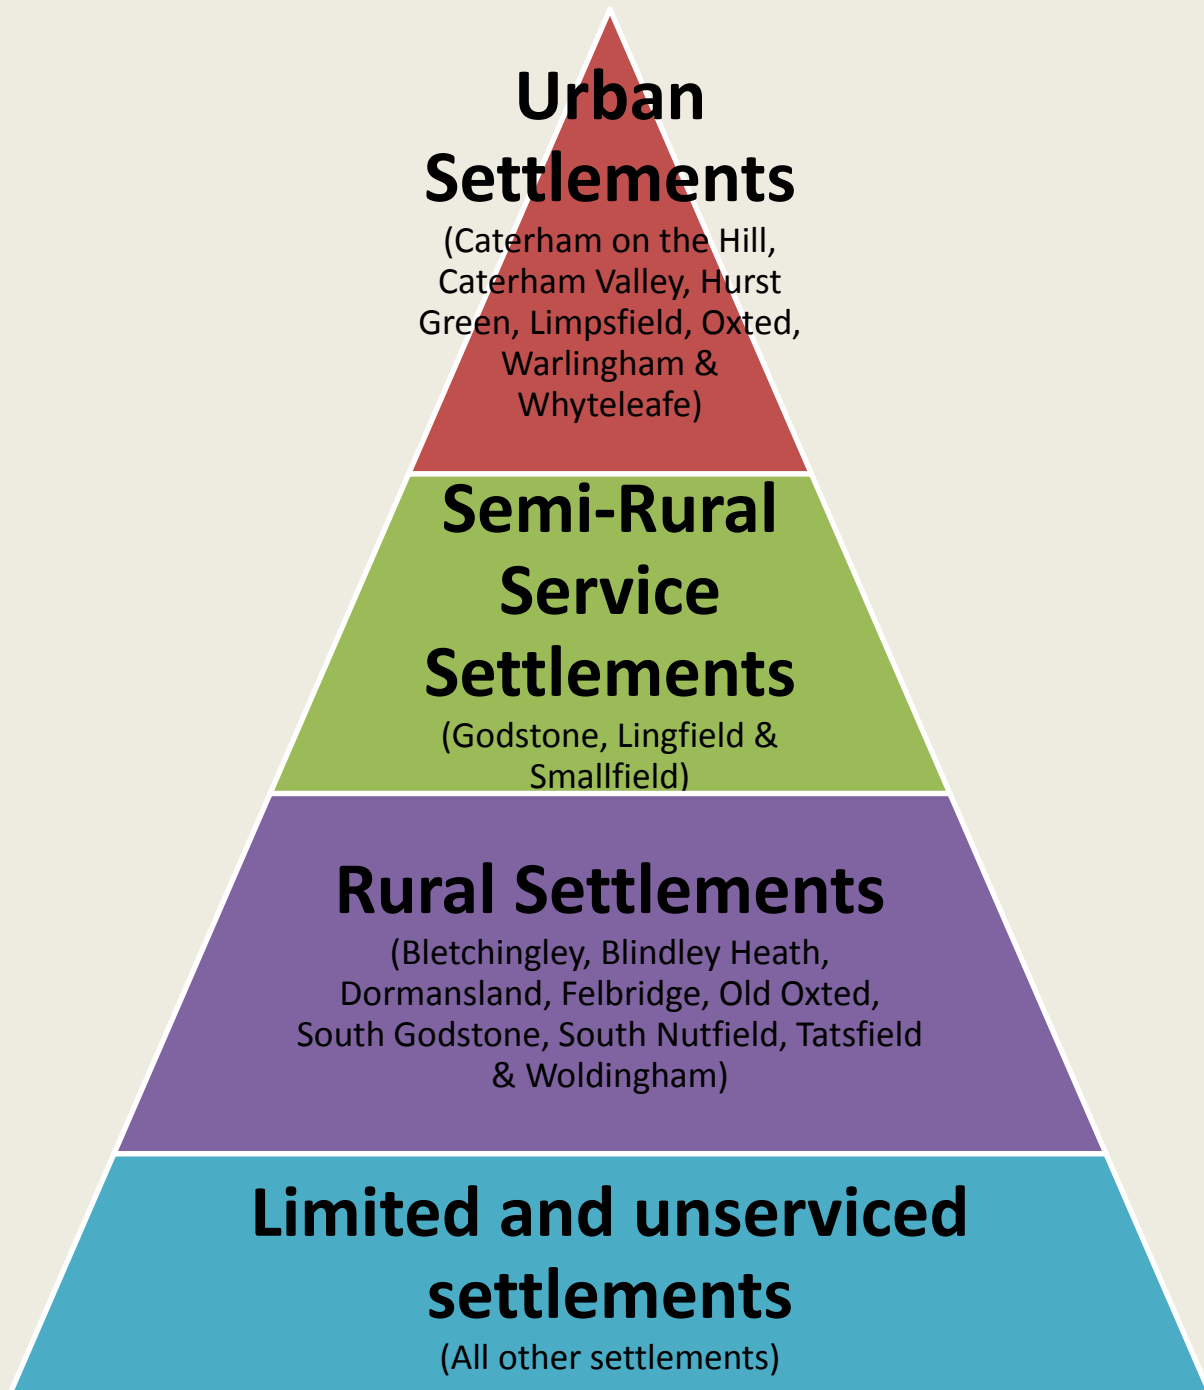 Urban
Settlements
(Caterham on the Hill,
Caterham Valley, Hurst
Green, Limpsfield, Oxted,
Warlingham &
Whyteleafe)
Semi-Rural
Service
Settlements
(Godstone, Lingfield &
Smallfield)
Rural Settlements
(Bletchingley, Blindley Heath,
Dormansland, Felbridge, Old Oxted,
South Godstone, South Nutfield, Tatsfield
& Woldingham)
Limited and unserviced
settlements
(All other settlements)